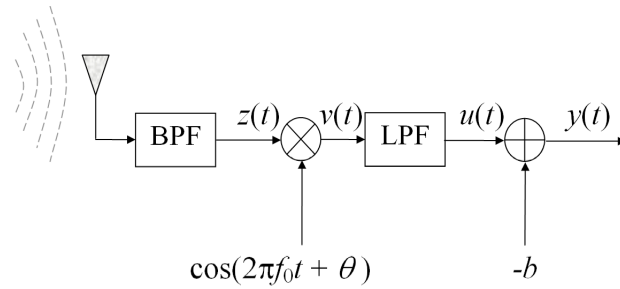 BPF z(t) v(t) LPF u(t) y(t)
cos(2πf₀t + θ) -b